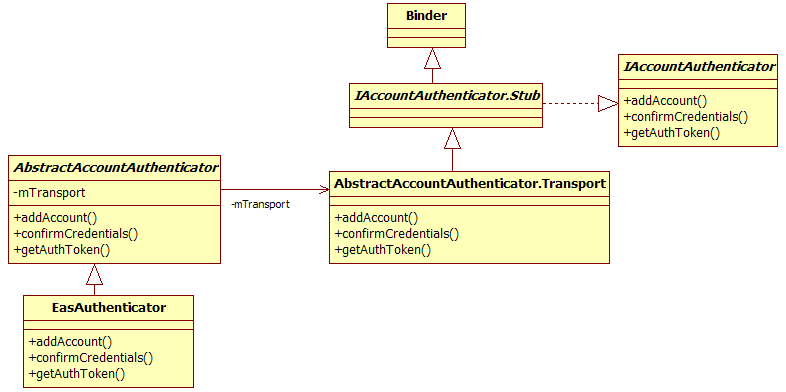 Binder
IAccountAuthenticator.Stub
IAccountAuthenticator
+addAccount()
+confirmCredentials()
+getAuthToken()
AbstractAccountAuthenticator
-mTransport
+addAccount()
+confirmCredentials()
+getAuthToken()
-mTransport
AbstractAccountAuthenticator.Transport
+addAccount()
+confirmCredentials()
+getAuthToken()
EasAuthenticator
+addAccount()
+confirmCredentials()
+getAuthToken()